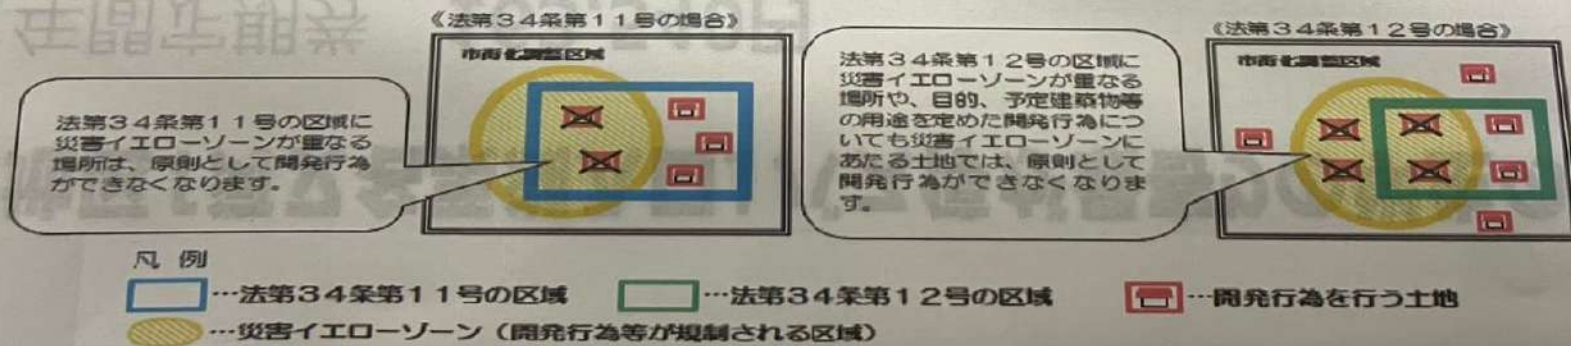 《法第34条第11号の場合》
市街化調整区域
法第34条第11号の区域に
災害イエローゾーンが重なる
場所は、原則として開発行為
ができなくなります。
《法第34条第12号の場合》
市街化調整区域
法第34条第12号の区域に
災害イエローゾーンが重なる
場所や、目的、予定建築物等
の用途を定めた開発行為につ
いても災害イエローゾーンに
あたる土地では、原則として
開発行為ができなくなりま
す。
凡 例
…法第34条第11号の区域
…法第34条第12号の区域
…開発行為を行う土地
…災害イエローゾーン(開発行為等が規制される区域)